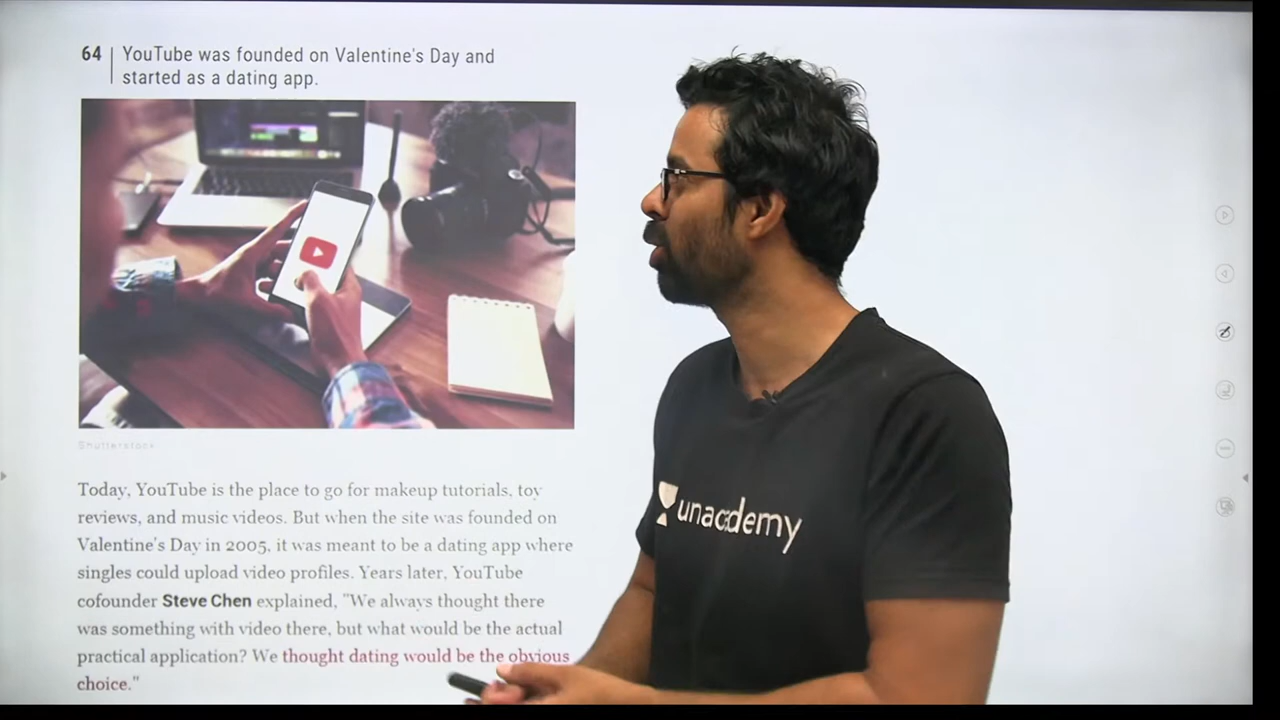 64
YouTube was founded on Valentine's Day and
started as a dating app.
Shutterstock
Today, YouTube is the place to go for makeup tutorials, toy
reviews, and music videos. But when the site was founded on
Valentine's Day in 2005, it was meant to be a dating app where
singles could upload video profiles. Years later, YouTube
cofounder Steve Chen explained, "We always thought there
was something with video there, but what would be the actual
practical application? We thought dating would be the obvious
choice."
unacademy